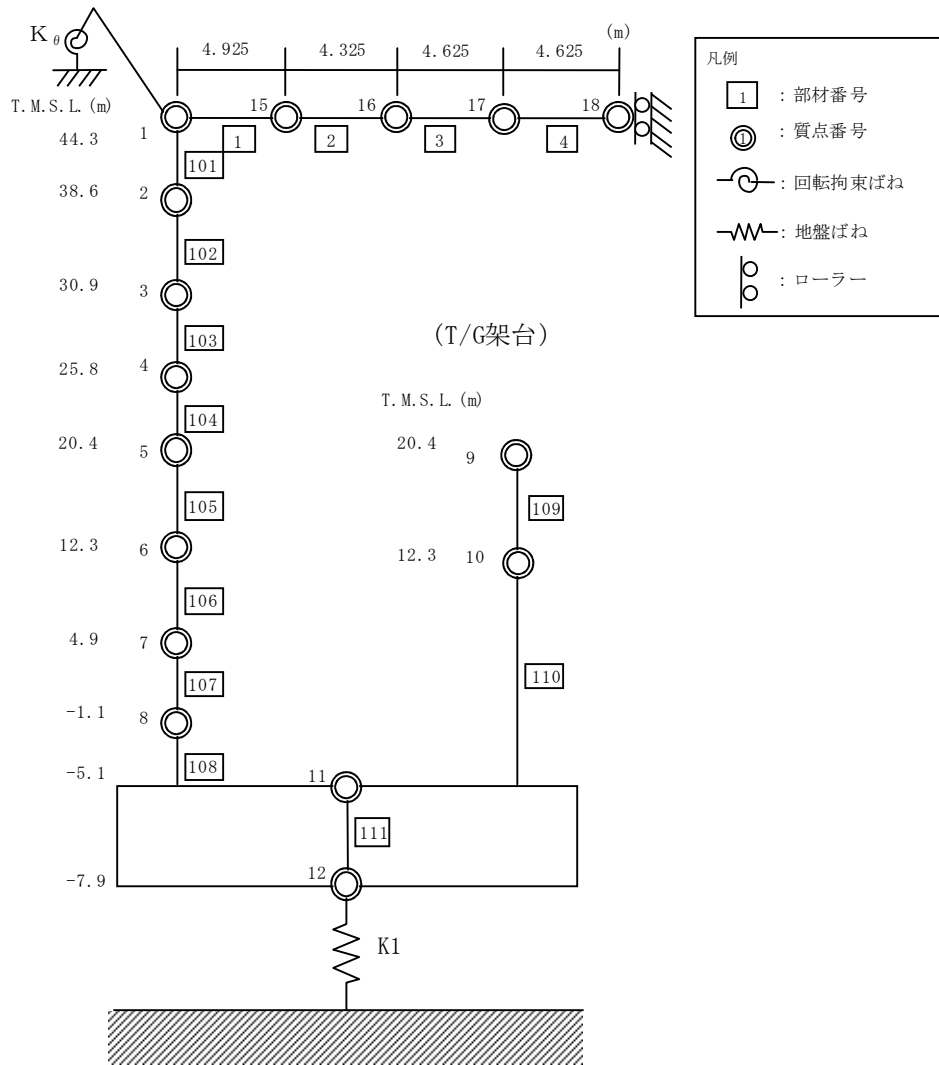 Kθ
4.925 4.325 4.625 4.625 (m)
T.M.S.L.(m)
1 15 16 17 18
44.3
1 2 3 4
101
38.6 2
102
30.9 3
103
25.8 4
104
20.4 5
105
12.3 6
106
4.9 7
107
-1.1 8
108
-5.1 11
111
-7.9 12
K1
(T/G架台)
T.M.S.L.(m)
20.4 9
109
12.3 10
110
凡例
1 : 部材番号
1 : 質点番号
: 回転拘束ばね
: 地盤ばね
: ローラー